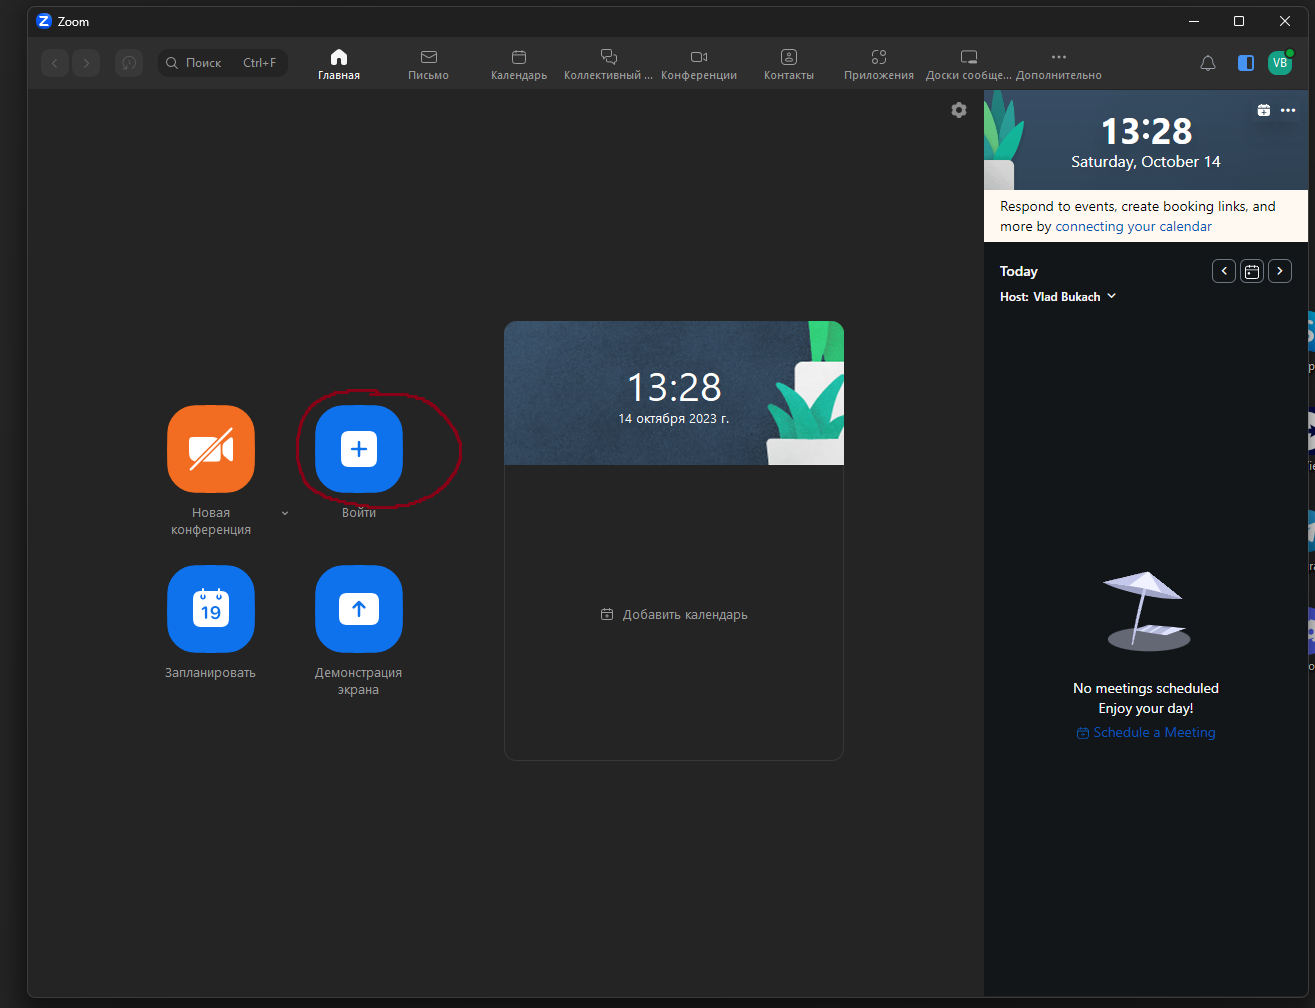 Zoom
Поиск Ctrl+F
Главная
Письмо
Календарь
Коллективный ...
Конференции
Контакты
Приложения
Доски сообще...
Дополнительно
VB
13:28
Saturday, October 14
Respond to events, create booking links, and
more by connecting your calendar
Today
Host: Vlad Bukach
13:28
14 октября 2023 г.
Новая
конференция
Войти
19
Запланировать
Демонстрация
экрана
Добавить календарь
No meetings scheduled
Enjoy your day!
Schedule a Meeting